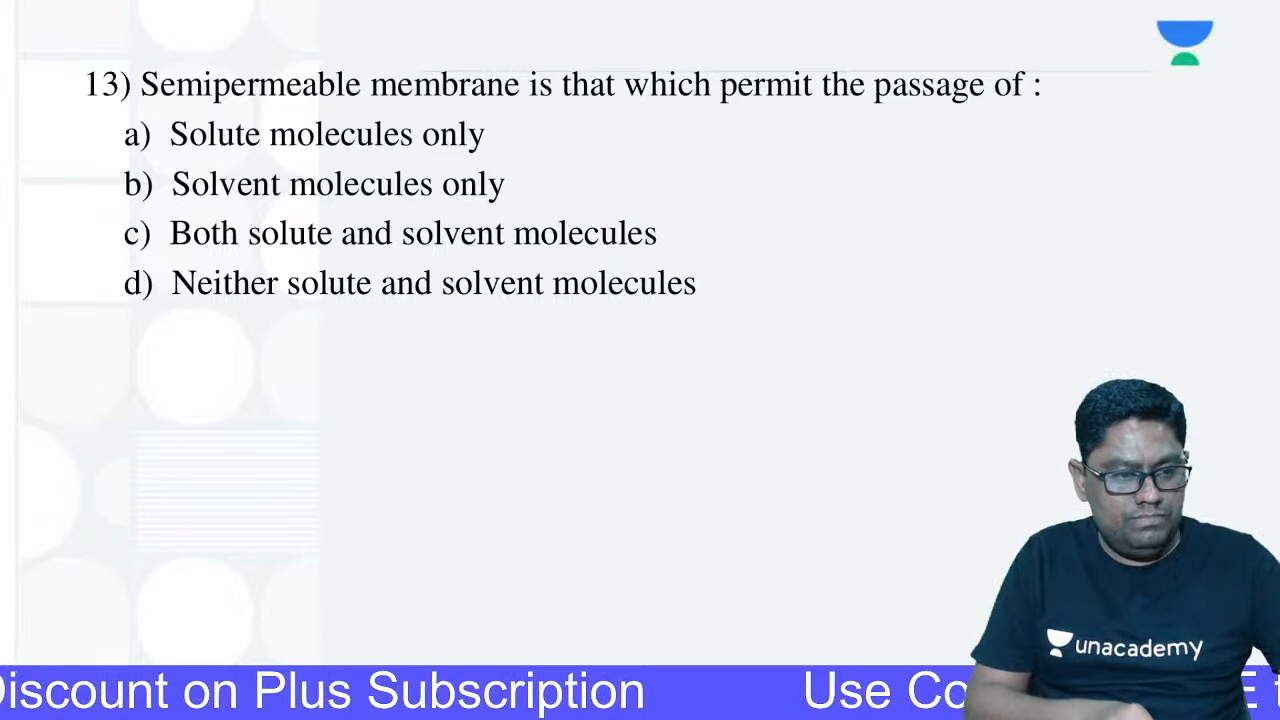 13) Semipermeable membrane is that which permit the passage of :
a) Solute molecules only
b) Solvent molecules only
c) Both solute and solvent molecules
d) Neither solute and solvent molecules
unacademy
Discount on Plus Subscription Use